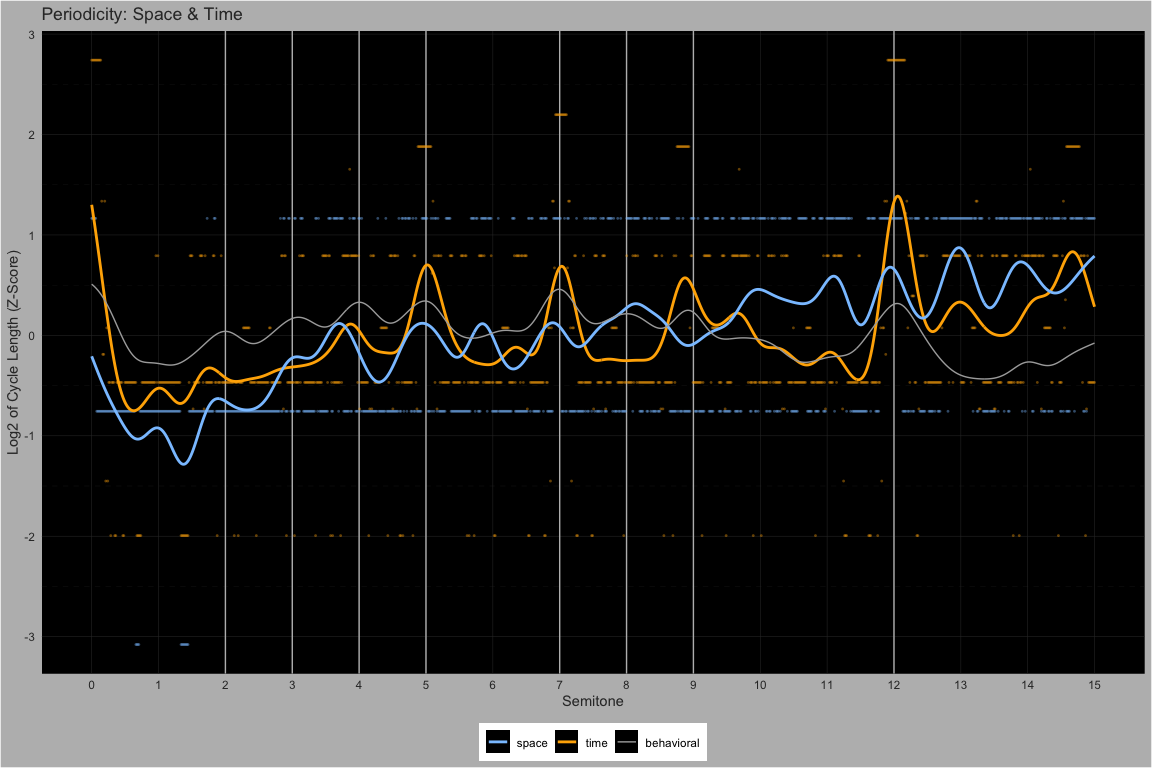 Periodicity: Space & Time
Log2 of Cycle Length (Z-Score)
3
2
1
0
-1
-2
-3
0 1 2 3 4 5 6 7 8 9 10 11 12 13 14 15
Semitone
space time behavioral